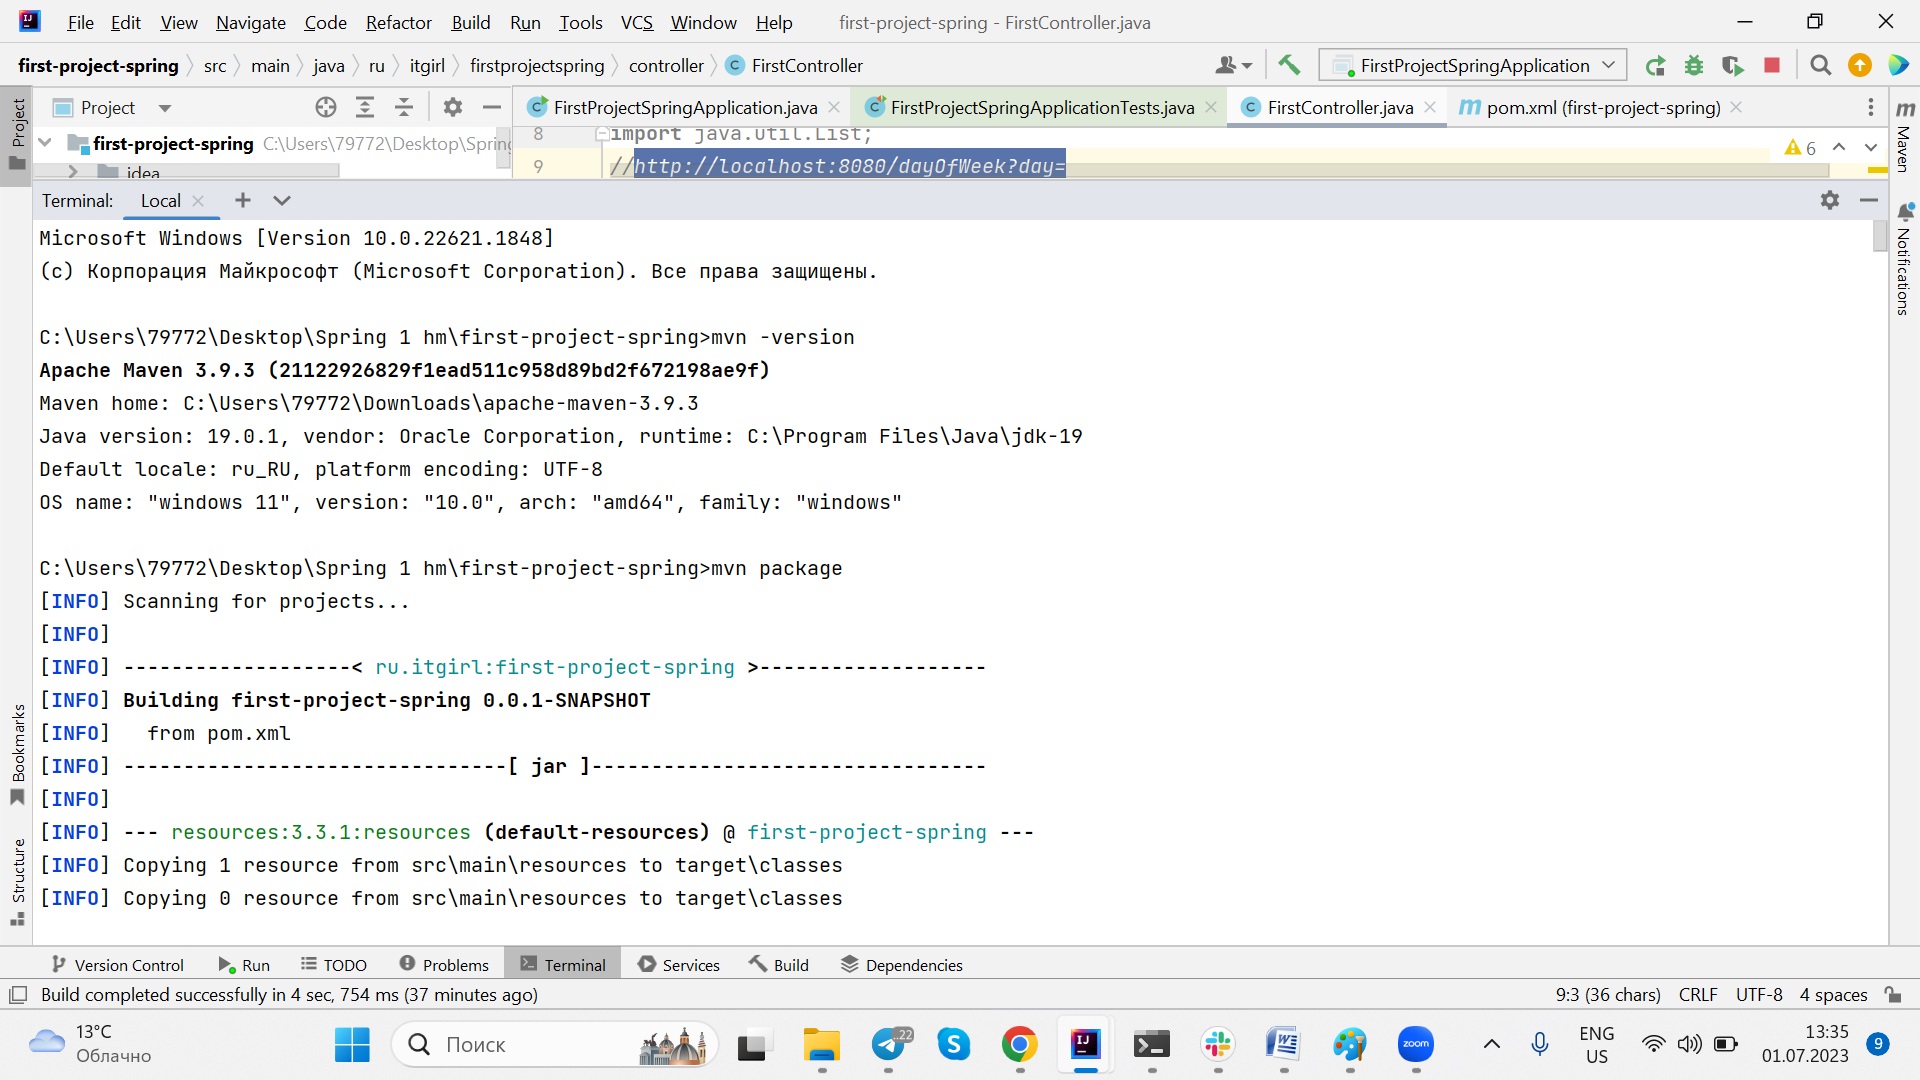 File Edit View Navigate Code Refactor Build Run Tools VCS Window Help first-project-spring - FirstController.java
first-project-spring src main java ru itgirl firstprojectspring controller FirstController FirstProjectSpringApplication
Project FirstProjectSpringApplication.java FirstProjectSpringApplicationTests.java FirstController.java pom.xml (first-project-spring)
first-project-spring C:\Users\79772\Desktop\Spring
idea
8 import java.util.List;
9 //http://localhost:8080/dayOfWeek?day=
6
Project
Maven
Notifications
Bookmarks
Structure
Terminal: Local
Microsoft Windows [Version 10.0.22621.1848]
(c) Корпорация Майкрософт (Microsoft Corporation). Все права защищены.
C:\Users\79772\Desktop\Spring 1 hm\first-project-spring>mvn -version
Apache Maven 3.9.3 (21122926829f1ead511c958d89bd2f672198ae9f)
Maven home: C:\Users\79772\Downloads\apache-maven-3.9.3
Java version: 19.0.1, vendor: Oracle Corporation, runtime: C:\Program Files\Java\jdk-19
Default locale: ru_RU, platform encoding: UTF-8
OS name: "windows 11", version: "10.0", arch: "amd64", family: "windows"
C:\Users\79772\Desktop\Spring 1 hm\first-project-spring>mvn package
[INFO] Scanning for projects...
[INFO]
[INFO] -------------------< ru.itgirl:first-project-spring >-------------------
[INFO] Building first-project-spring 0.0.1-SNAPSHOT
[INFO]   from pom.xml
[INFO] --------------------------------[ jar ]---------------------------------
[INFO]
[INFO] --- resources:3.3.1:resources (default-resources) @ first-project-spring ---
[INFO] Copying 1 resource from src\main\resources to target\classes
[INFO] Copying 0 resource from src\main\resources to target\classes
Version Control Run TODO Problems Terminal Services Build Dependencies
Build completed successfully in 4 sec, 754 ms (37 minutes ago) 9:3 (36 chars) CRLF UTF-8 4 spaces
13°C
Облачно
Поиск
22
zoom
ENG
US
13:35
01.07.2023
9